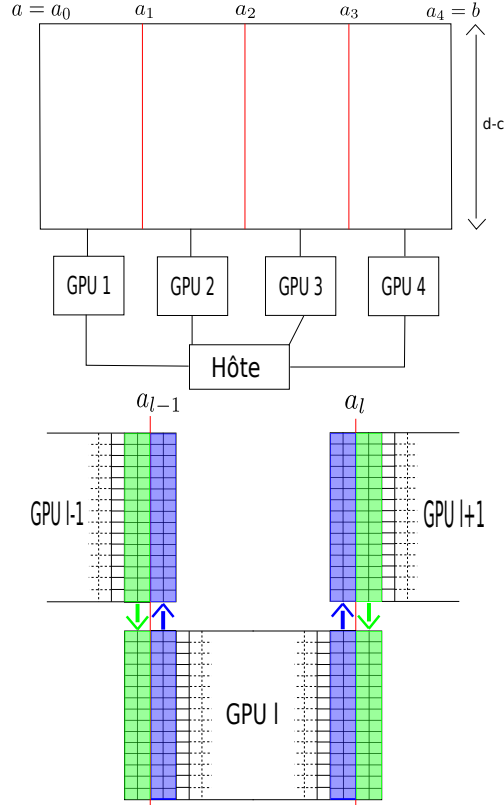 a = a₀ a₁ a₂ a₃ a₄ = b
d-c
GPU 1 GPU 2 GPU 3 GPU 4
Hôte
aₗ₋₁ aₗ
GPU l-1 GPU l+1
GPU l